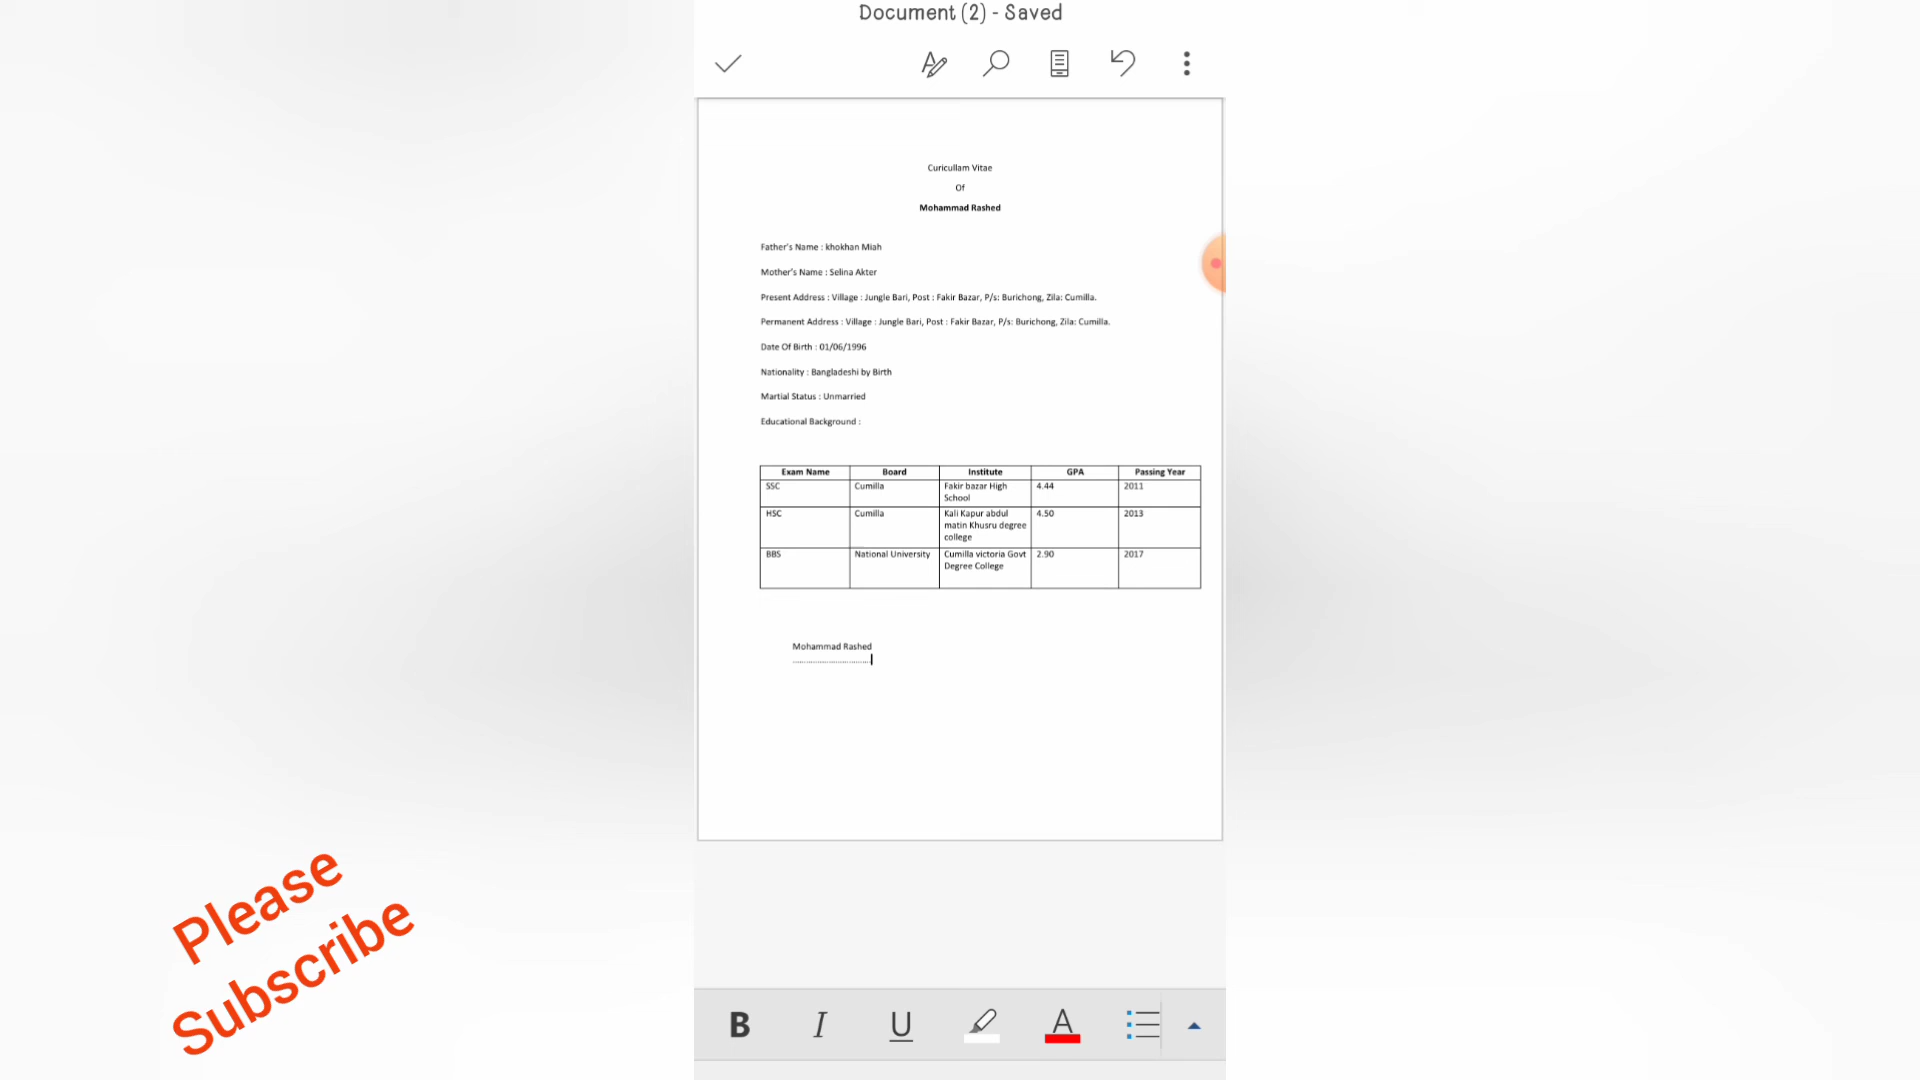 Document (2) - Saved
Curicullam Vitae
Of
Mohammad Rashed
Father's Name : khokhan Miah
Mother's Name : Selina Akter
Present Address : Village : Jungle Bari, Post : Fakir Bazar, P/s: Burichong, Zila: Cumilla.
Permanent Address : Village : Jungle Bari, Post : Fakir Bazar, P/s: Burichong, Zila: Cumilla.
Date Of Birth : 01/06/1996
Nationality : Bangladeshi by Birth
Martial Status : Unmarried
Educational Background :
Exam Name Board Institute GPA Passing Year
SSC Cumilla Fakir bazar High 4.44 2011
School
HSC Cumilla Kali Kapur abdul 4.50 2013
matin Khusru degree
college
BBS National University Cumilla victoria Govt 2.90 2017
Degree College
Mohammad Rashed
Please
Subscribe
B I U A